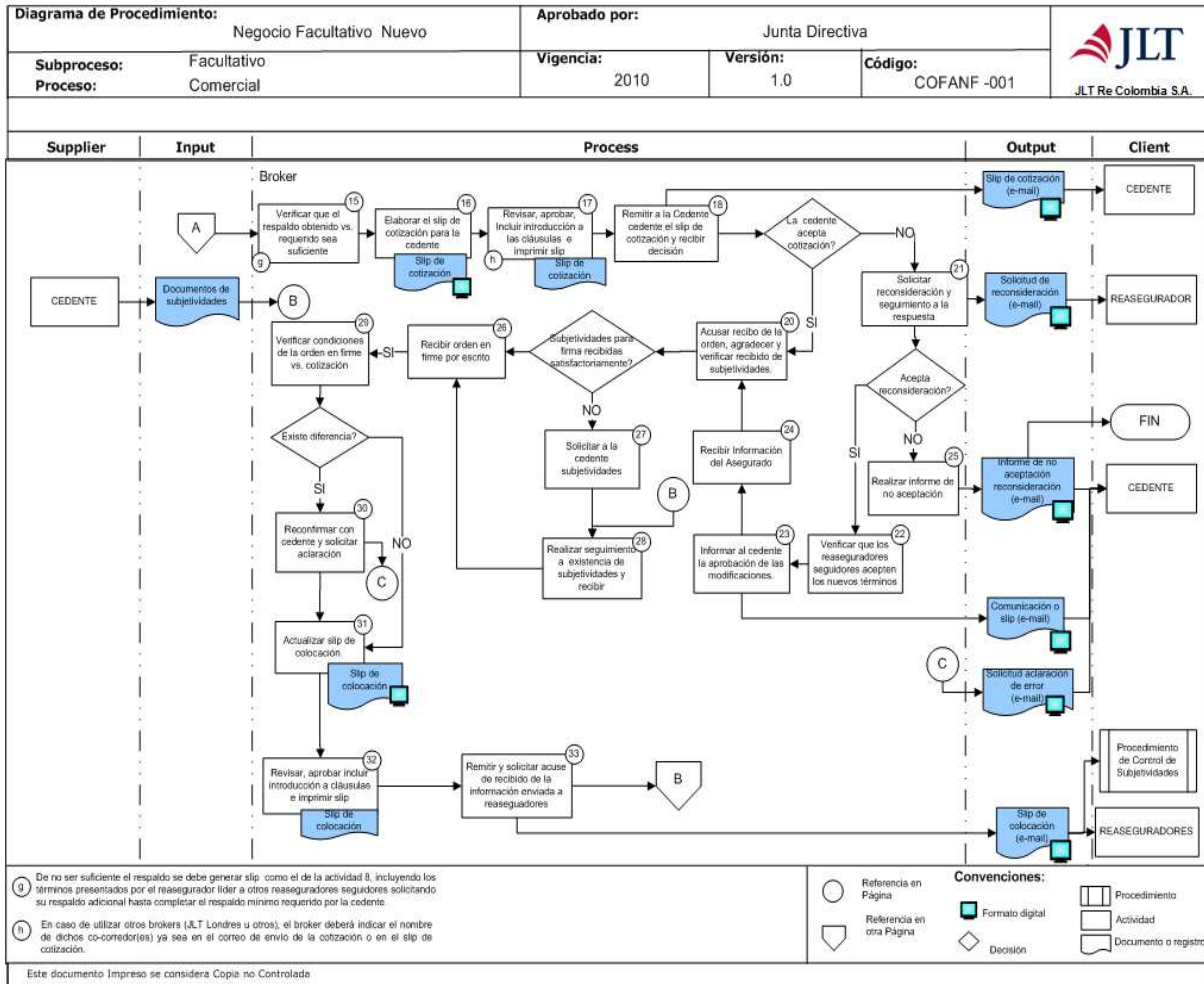 Diagrama de Procedimiento:
Negocio Facultativo Nuevo
Aprobado por:
Junta Directiva
JLT
JLT Re Colombia S.A.
Subproceso:
Facultativo
Proceso:
Comercial
Vigencia:
2010
Versión:
1.0
Código:
COFANF -001
Supplier
Input
Process
Output
Client
Broker
A
Verificar que el
respaldo obtenido vs.
requerido sea
suficiente
15
g
Elaborar el slip de
cotización para la
cedente
16
Slip de
cotización
Revisar, aprobar,
Incluir introducción a
las cláusulas e
imprimir slip
17
h
Slip de
cotización
Remitir a la Cedente
cedente el slip de
cotización y recibir
decisión
18
La cedente
acepta
cotización?
NO
SI
Slip de cotización
(e-mail)
CEDENTE
CEDENTE
Documentos de
subjetividades
B
Solicitar
reconsideración y
seguimiento a la
respuesta
21
Solicitud de
reconsideración
(e-mail)
REASEGURADOR
Verificar condiciones
de la orden en firme
vs. cotización
29
SI
Recibir orden en
firme por escrito
26
Subjetividades para
firma recibidas
satisfactoriamente?
NO
Acusar recibo de la
orden, agradecer y
verificar recibido de
subjetividades.
20
Acepta
reconsideración?
SI
NO
FIN
Existe diferencia?
SI
NO
Solicitar a la
cedente
subjetividades
27
Recibir Información
del Asegurado
24
Realizar informe de
no aceptación
25
Informe de no
aceptación
reconsideración
(e-mail)
CEDENTE
B
Reconfirmar con
cedente y solicitar
aclaración
30
C
Realizar seguimiento
a existencia de
subjetividades y
recibir
28
Informar al cedente
la aprobación de las
modificaciones.
23
Verificar que los
reaseguradores
seguidores acepten
los nuevos términos
22
Comunicación o
slip (e-mail)
Actualizar slip de
colocación.
31
Slip de
colocación
C
Solicitud aclaración
de error
(e-mail)
Revisar, aprobar incluir
introducción a cláusulas
e imprimir slip
32
Slip de
colocación
Remitir y solicitar acuse
de recibido de la
información enviada a
reaseguadores
33
B
Procedimiento
de Control de
Subjetividades
Slip de
colocación
(e-mail)
REASEGURADORES
g
De no ser suficiente el respaldo se debe generar slip como el de la actividad 8, incluyendo los
términos presentados por el reasegurador líder a otros reaseguradores seguidores solicitando
su respaldo adicional hasta completar el respaldo mínimo requerido por la cedente
h
En caso de utilizar otros brokers (JLT Londres u otros), el broker deberá indicar el nombre
de dichos co-corredor(es) ya sea en el correo de envío de la cotización o en el slip de
cotización.
Convenciones:
Referencia en
Página
Referencia en
otra Página
Formato digital
Decisión
Procedimiento
Actividad
Documento o registro
Este documento Impreso se considera Copia no Controlada